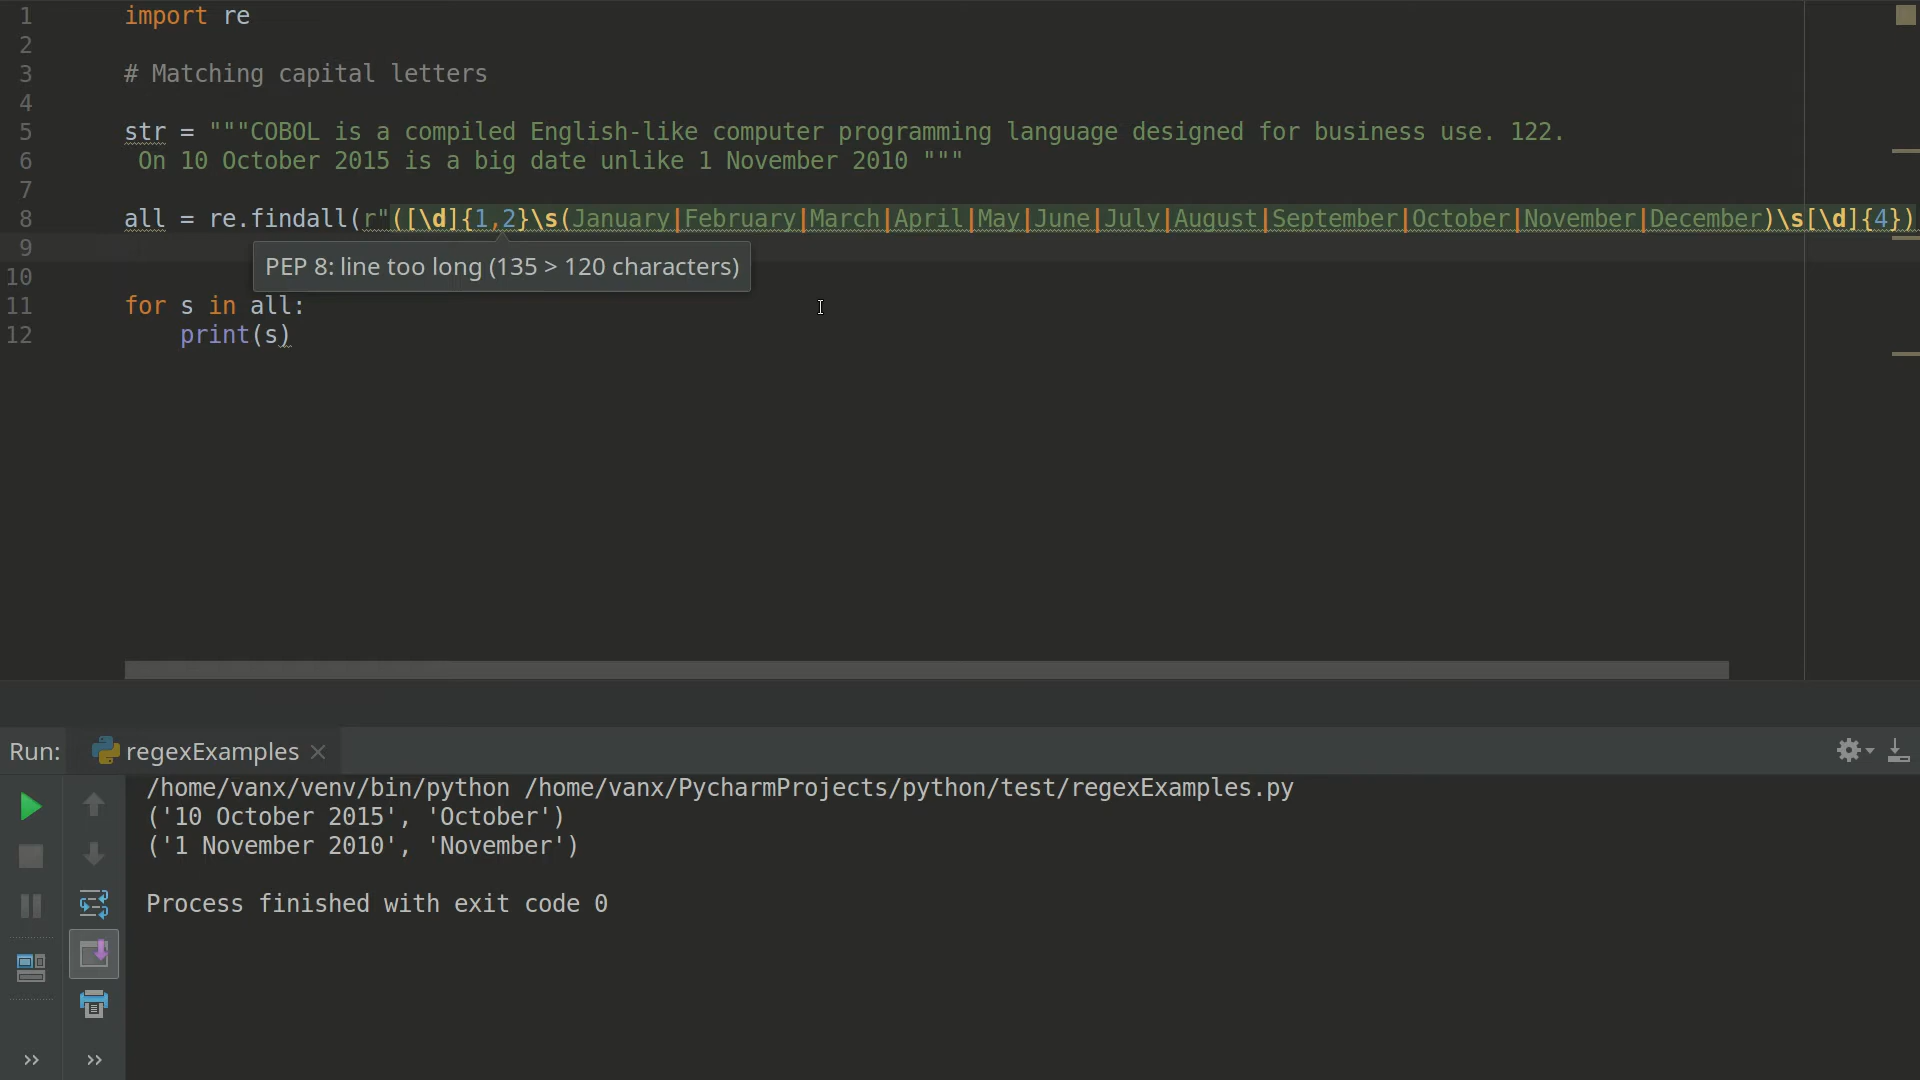 1 import re
2
3 # Matching capital letters
4
5 str = """COBOL is a compiled English-like computer programming language designed for business use. 122.
6 On 10 October 2015 is a big date unlike 1 November 2010 """
7
8 all = re.findall(r"([\d]{1,2}\s(January|February|March|April|May|June|July|August|September|October|November|December)\s[\d]{4})
9
PEP 8: line too long (135 > 120 characters)
10
11 for s in all:
12 print(s)
Run: regexExamples
/home/vanx/venv/bin/python /home/vanx/PycharmProjects/python/test/regexExamples.py
('10 October 2015', 'October')
('1 November 2010', 'November')
Process finished with exit code 0